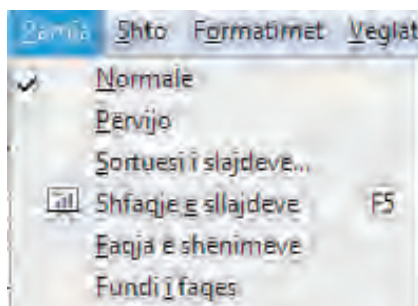 Pamja Shto Formatimet Veglat
Normale
Përvijo
Sortuesi i slajdeve...
Shfaqje e sllajdeve F5
Faqja e shënimeve
Fundi i faqes